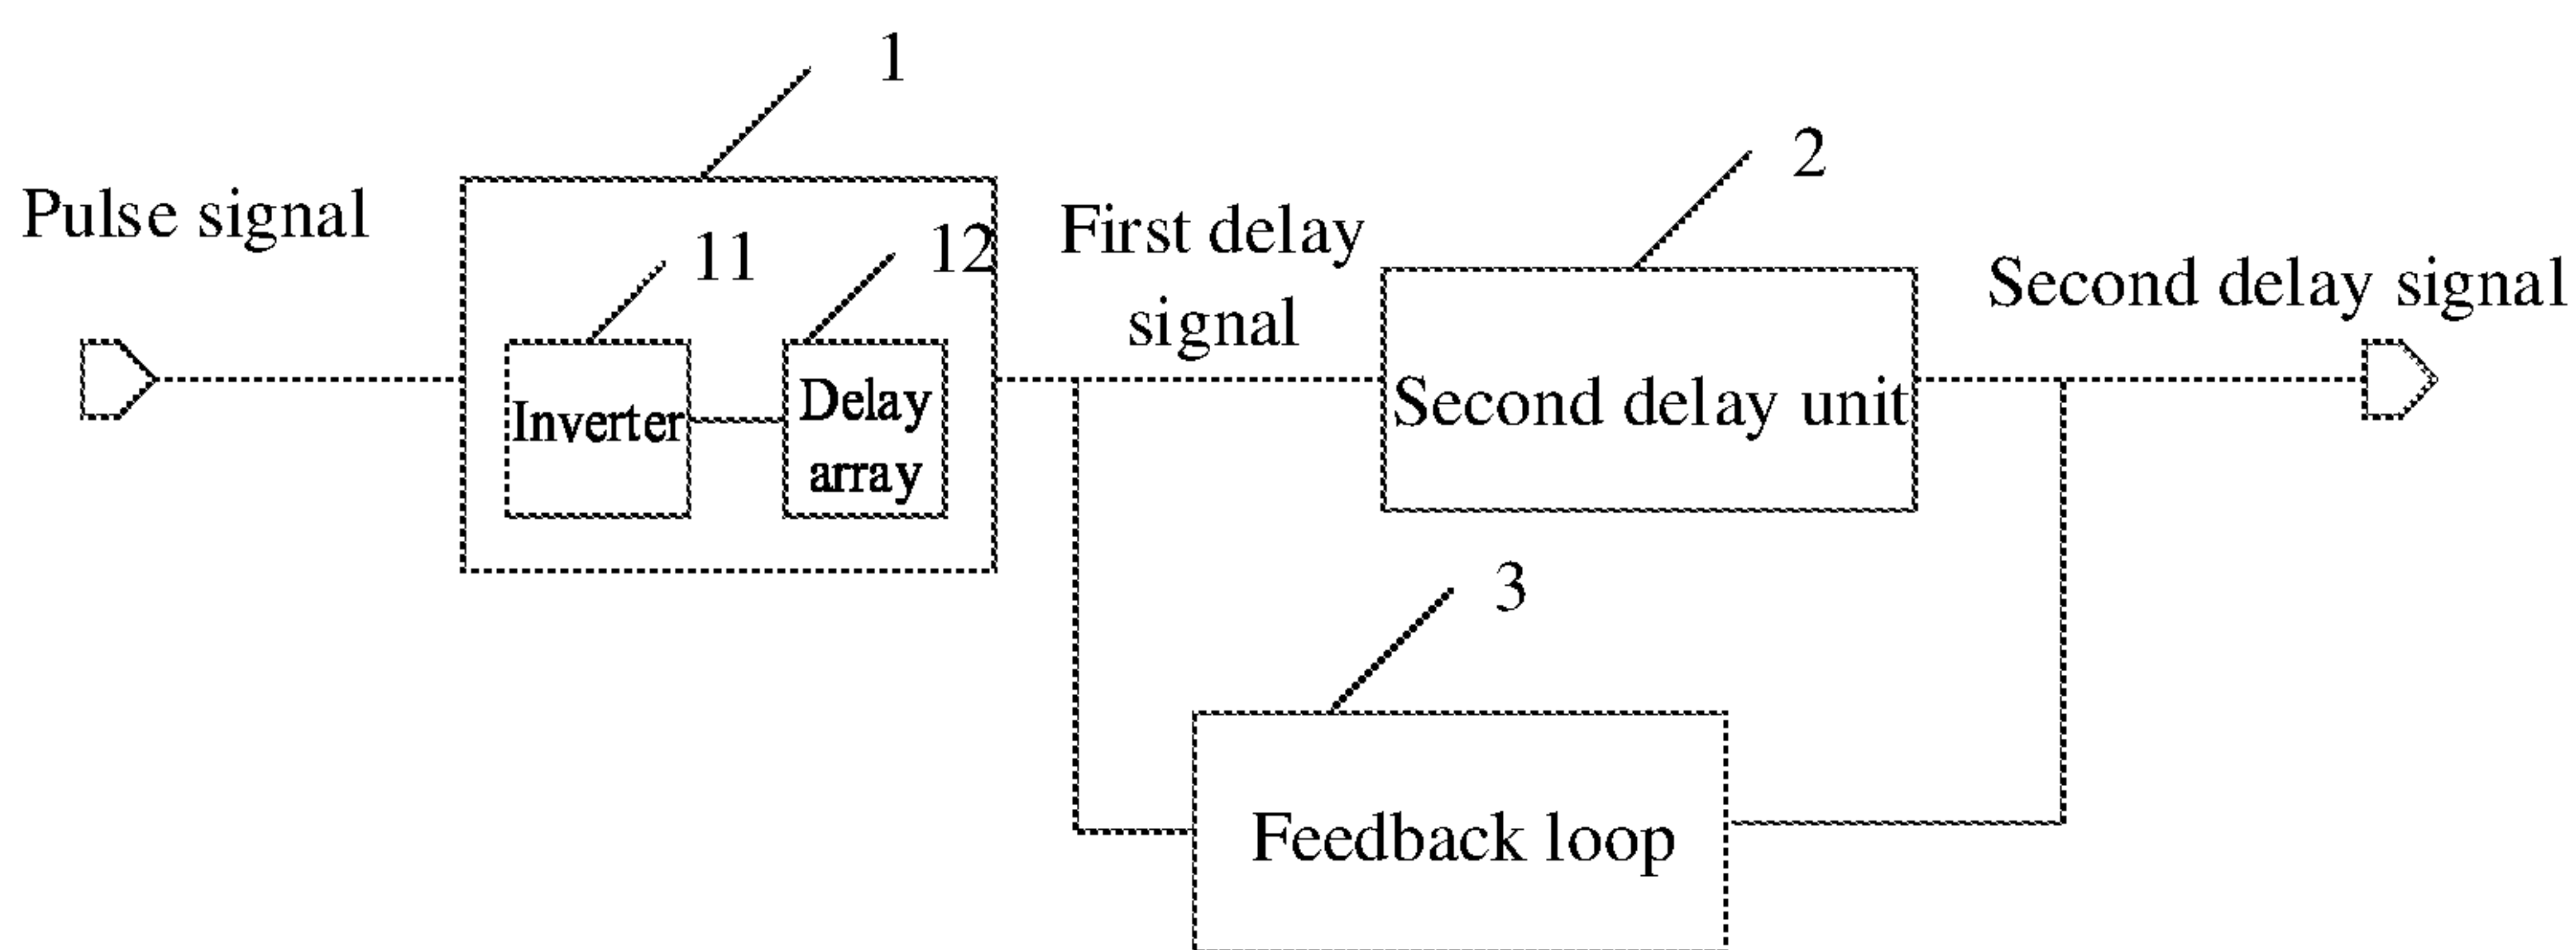 1
2
Pulse signal
11
12
First delay
signal
Second delay signal
Inverter
Delay
array
Second delay unit
3
Feedback loop